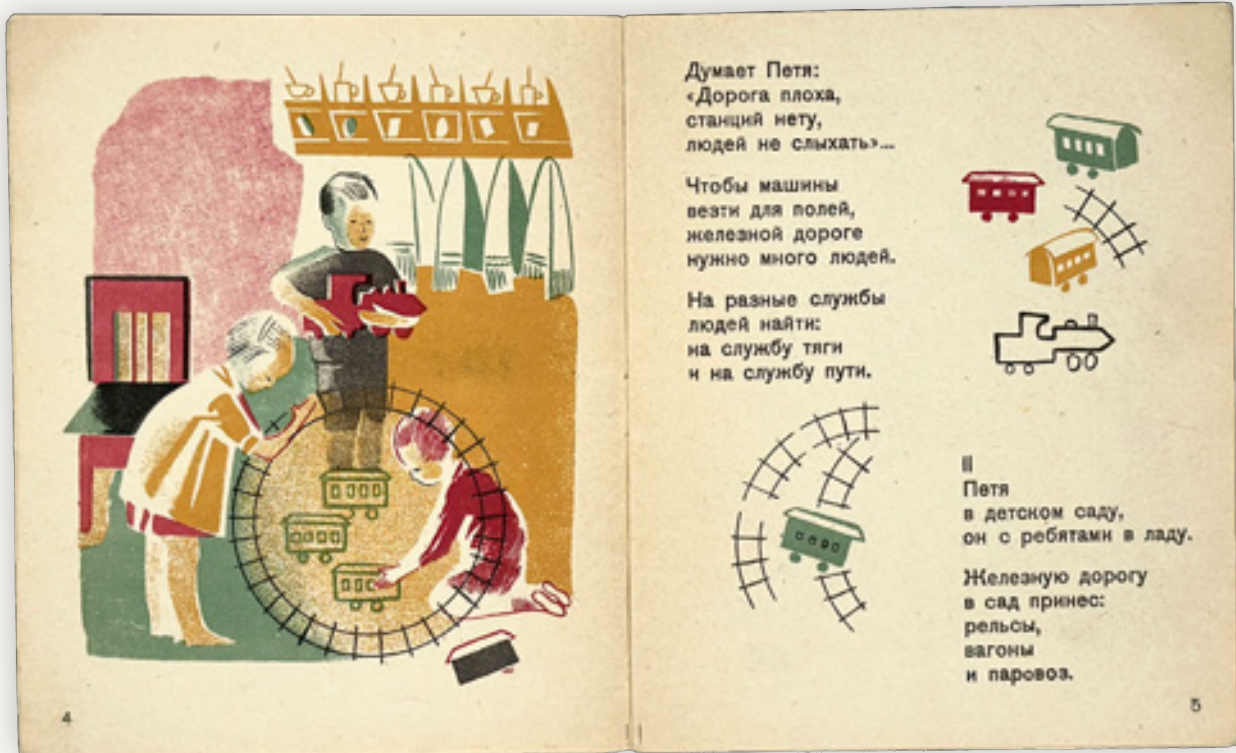 Думает Петя:
«Дорога плоха,
станций нету,
людей не слыхать»...
Чтобы машины
везти для полей,
железной дороге
нужно много людей.
На разные службы
людей найти:
на службу тяги
и на службу пути.
II
Петя
в детском саду,
он с ребятами в ладу.
Железную дорогу
в сад принес:
рельсы,
вагоны
и паровоз.
4
5